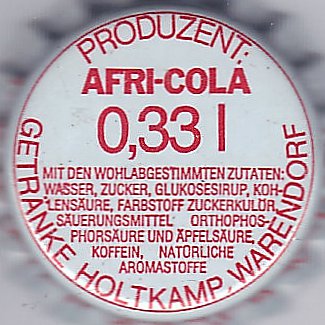 PRODUZENT:
AFRI-COLA
0,33 l
MIT DEN WOHLABGESTIMMTEN ZUTATEN:
WASSER, ZUCKER, GLUKOSESIRUP, KOH-
LENSÄURE, FARBSTOFF ZUCKERKULÖR,
SÄUERUNGSMITTEL ORTHOPHOS-
PHORSÄURE UND ÄPFELSÄURE,
KOFFEIN, NATÜRLICHE
AROMASTOFFE
GETRÄNKE HOLTKAMP, WARENDORF